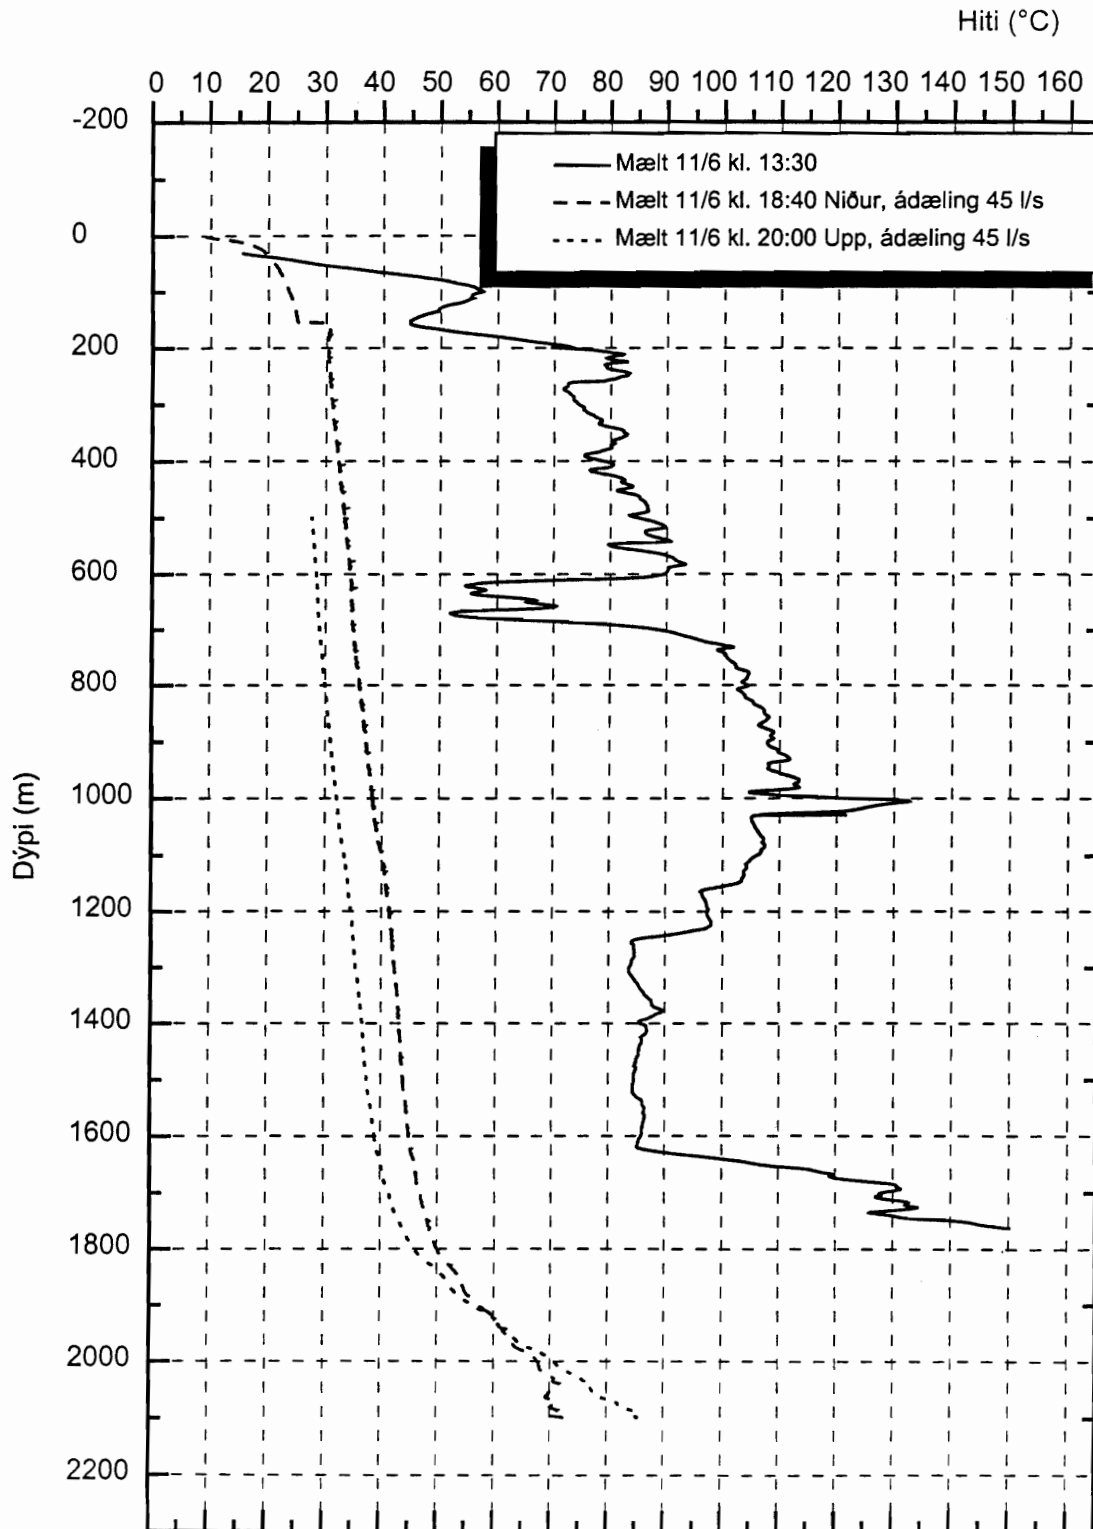 Hiti (°C)
0 10 20 30 40 50 60 70 80 90 100 110 120 130 140 150 160
-200
Mælt 11/6 kl. 13:30
Mælt 11/6 kl. 18:40 Niður, ádæling 45 l/s
Mælt 11/6 kl. 20:00 Upp, ádæling 45 l/s
0
200
400
600
800
1000
1200
1400
1600
1800
2000
2200
Dýpi (m)